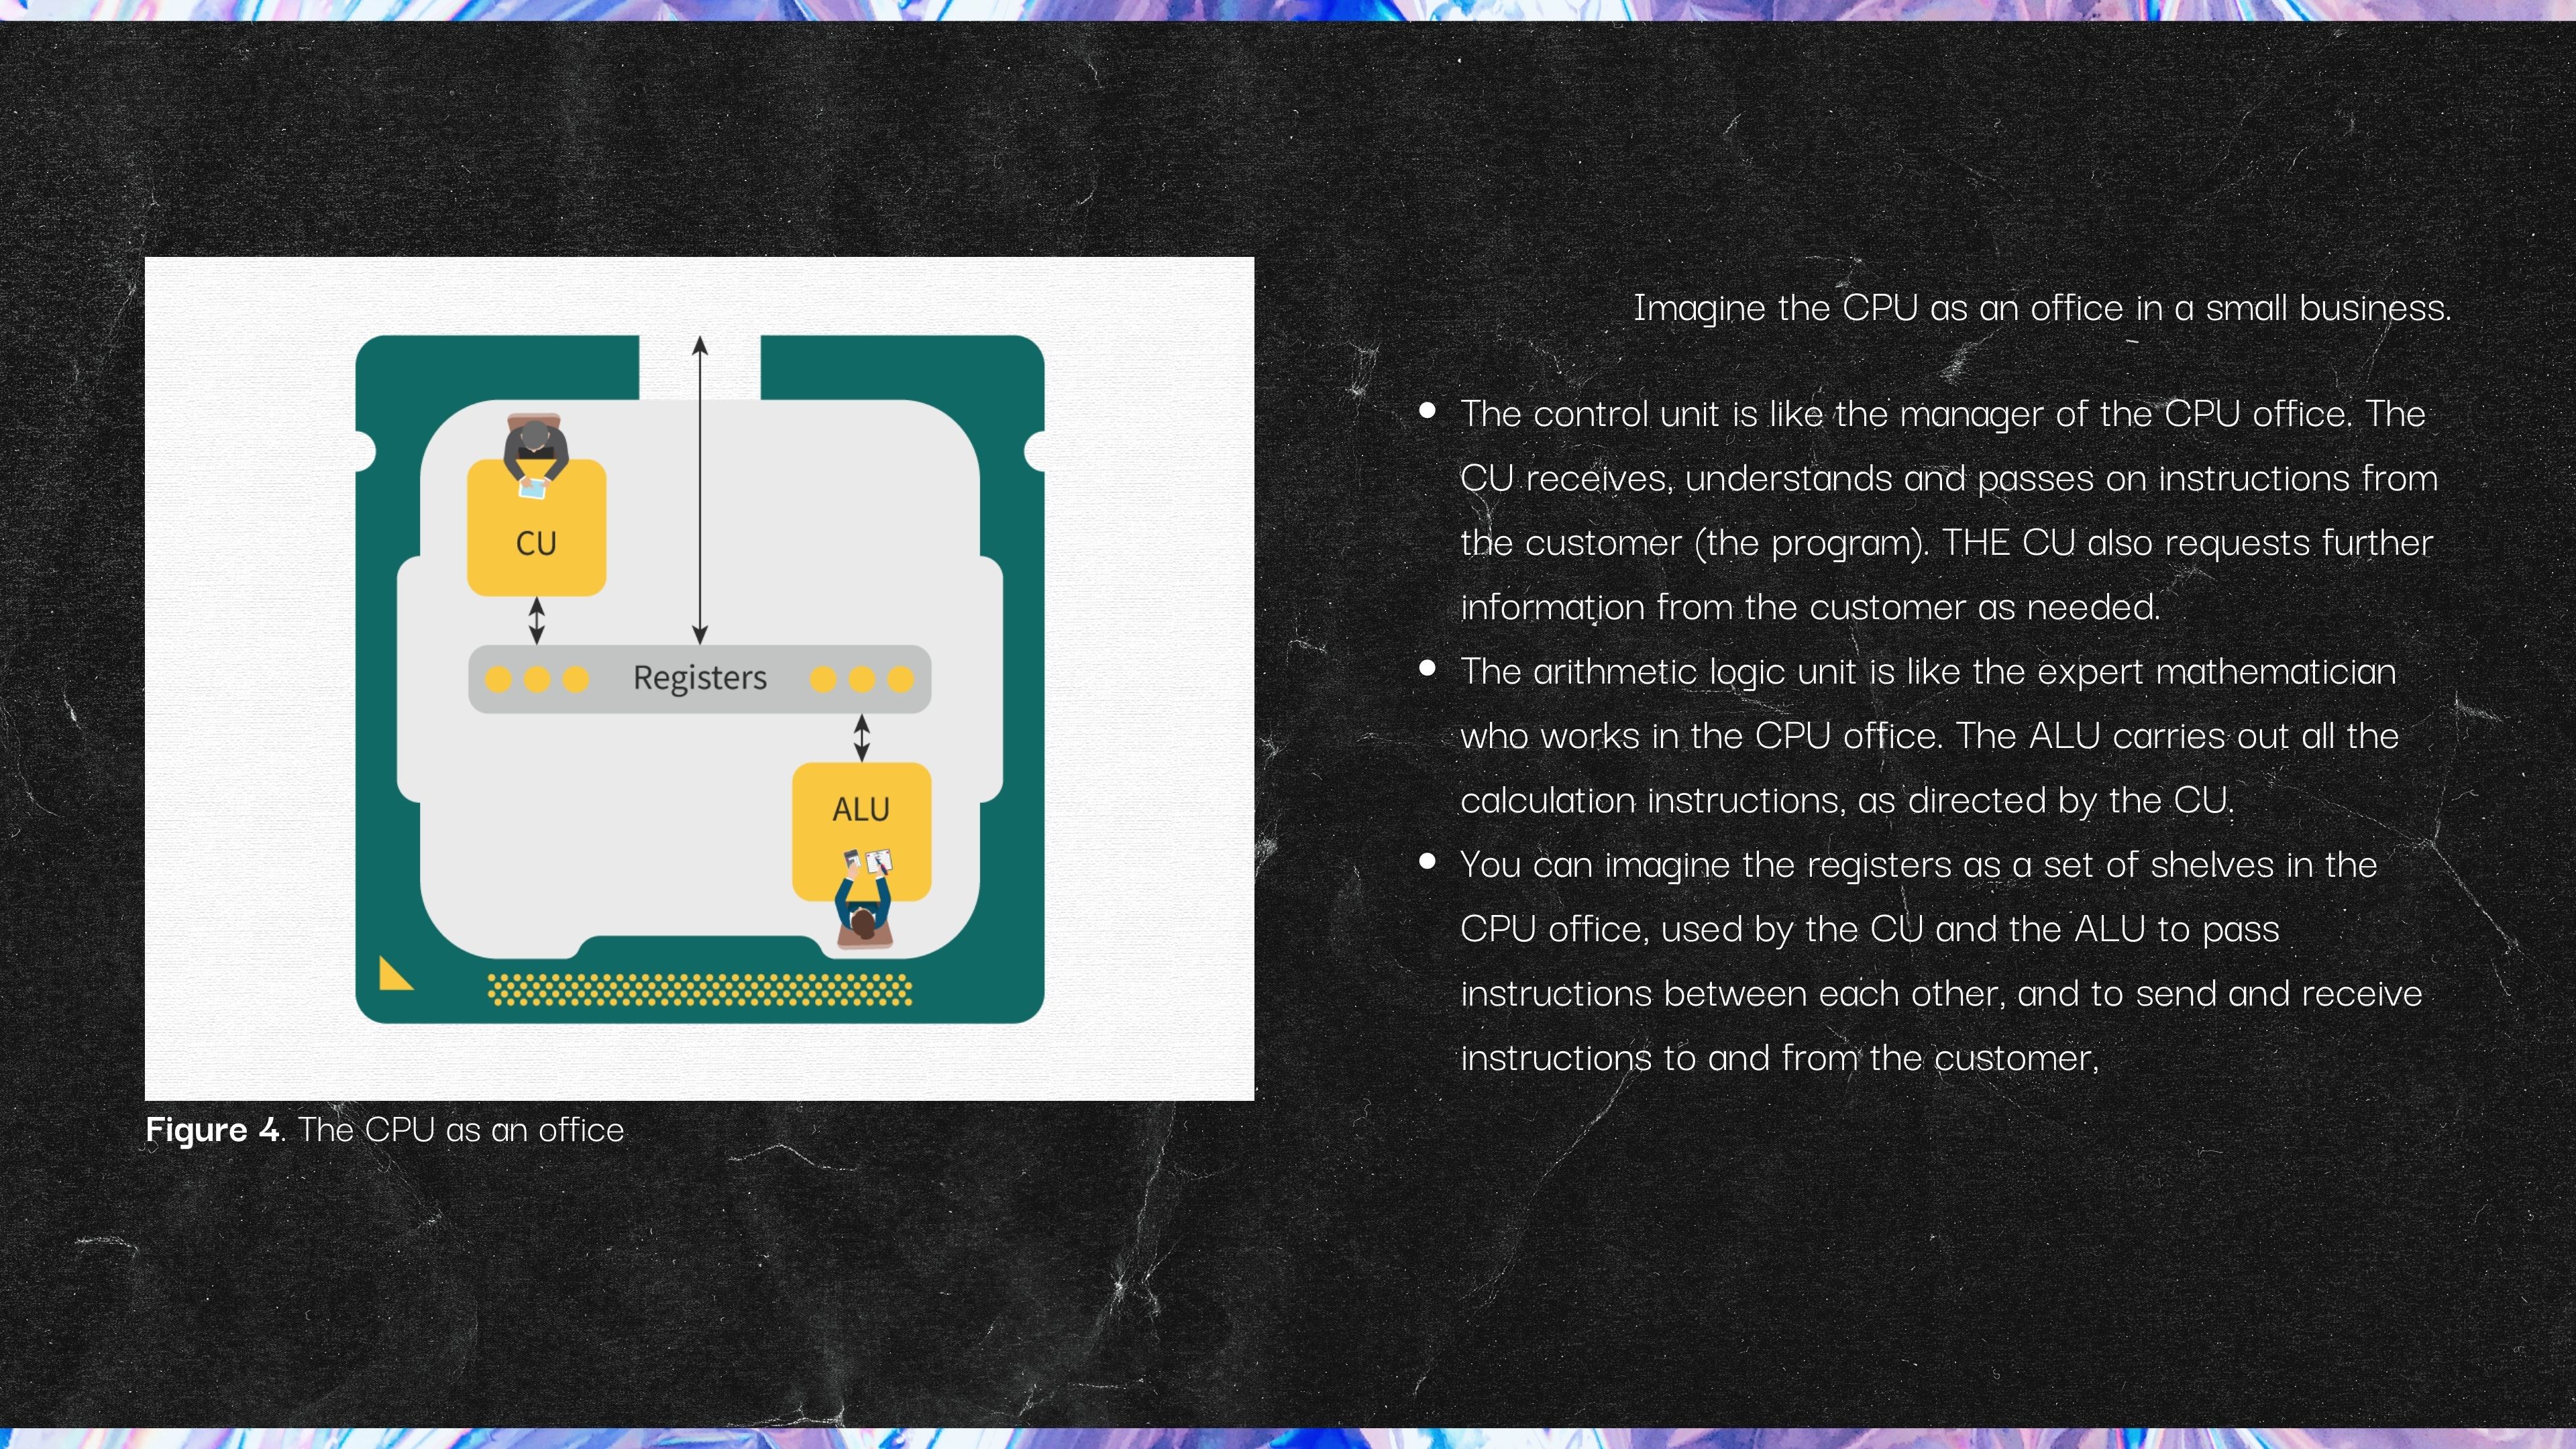 CU
Registers
ALU
Figure 4. The CPU as an office
Imagine the CPU as an office in a small business.
• The control unit is like the manager of the CPU office. The
CU receives, understands and passes on instructions from
the customer (the program). THE CU also requests further
information from the customer as needed.
• The arithmetic logic unit is like the expert mathematician
who works in the CPU office. The ALU carries out all the
calculation instructions, as directed by the CU.
• You can imagine the registers as a set of shelves in the
CPU office, used by the CU and the ALU to pass
instructions between each other, and to send and receive
instructions to and from the customer,